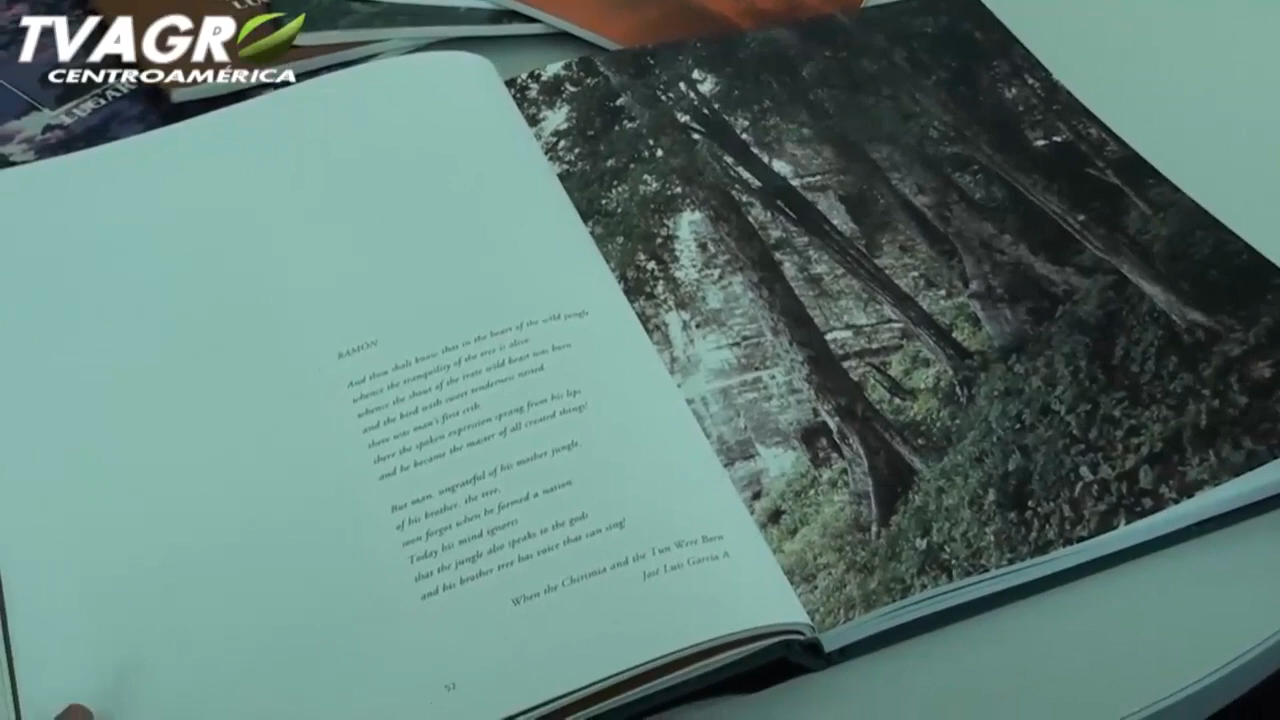 TVAGRO
CENTROAMÉRICA
LUGAR
RAMÓN
And thou shalt know that in the heart of the wild jungle
whence the tranquility of the tree is alive
whence the shout of the irate wild beast was born
and the bird with sweet tenderness nested
there was man's first crib,
there the spoken expression sprang from his lips
and he became the master of all created things!
But man, ungrateful of his mother jungle,
of his brother, the tree,
soon forgot when he formed a nation
Today his mind ignores
that the jungle also speaks to the gods
and his brother tree has voice that can sing!
When the Chirimia and the Tun Were Born
José Luis García A
52